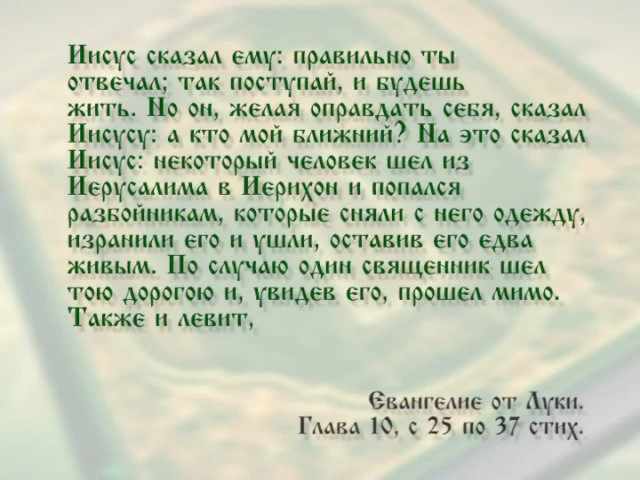 Иисус сказал ему: правильно ты
отвечал; так поступай, и будешь
жить. Но он, желая оправдать себя, сказал
Иисусу: а кто мой ближний? На это сказал
Иисус: некоторый человек шел из
Иерусалима в Иерихон и попался
разбойникам, которые сняли с него одежду,
изранили его и ушли, оставив его едва
живым. По случаю один священник шел
тою дорогою и, увидев его, прошел мимо.
Также и левит,
Евангелие от Луки.
Глава 10, с 25 по 37 стих.